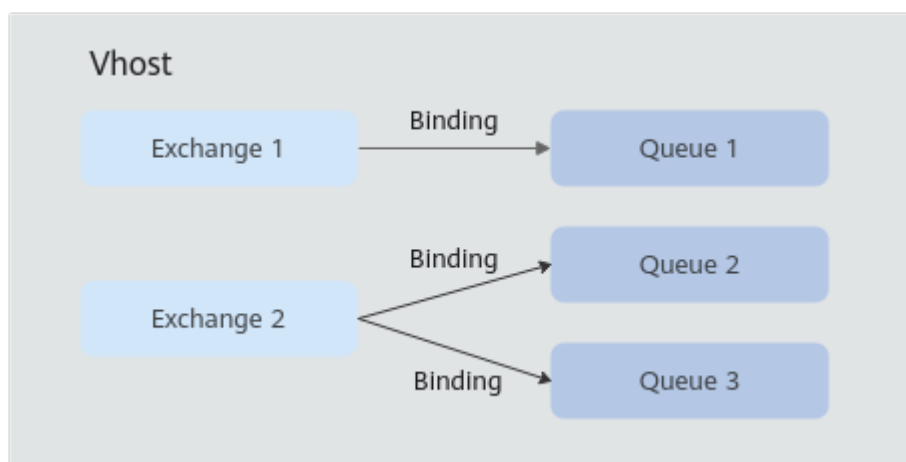 Vhost
Exchange 1
Binding
Queue 1
Binding
Queue 2
Exchange 2
Binding
Queue 3